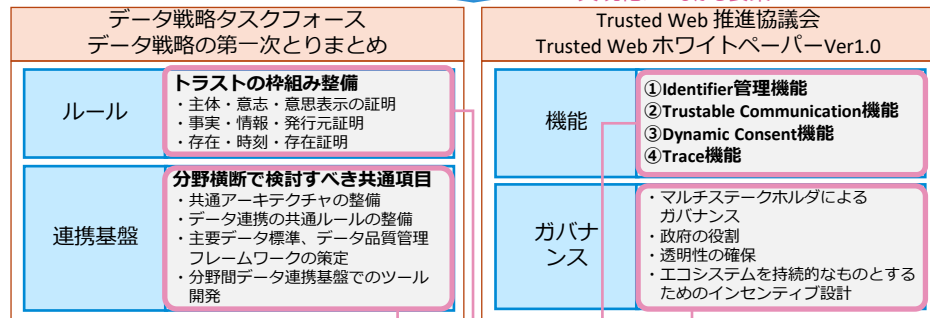 データ戦略タスクフォース
データ戦略の第一次とりまとめ
ルール
トラストの枠組み整備
・主体・意志・意思表示の証明
・事実・情報・発行元証明
・存在・時刻・存在証明
連携基盤
分野横断で検討すべき共通項目
・共通アーキテクチャの整備
・データ連携の共通ルールの整備
・主要データ標準、データ品質管理
フレームワークの策定
・分野間データ連携基盤でのツール
開発
Trusted Web 推進協議会
Trusted Web ホワイトペーパーVer1.0
機能
①Identifier管理機能
②Trustable Communication機能
③Dynamic Consent機能
④Trace機能
ガバナ
ンス
・マルチステークホルダによる
ガバナンス
・政府の役割
・透明性の確保
・エコシステムを持続的なものとする
ためのインセンティブ設計